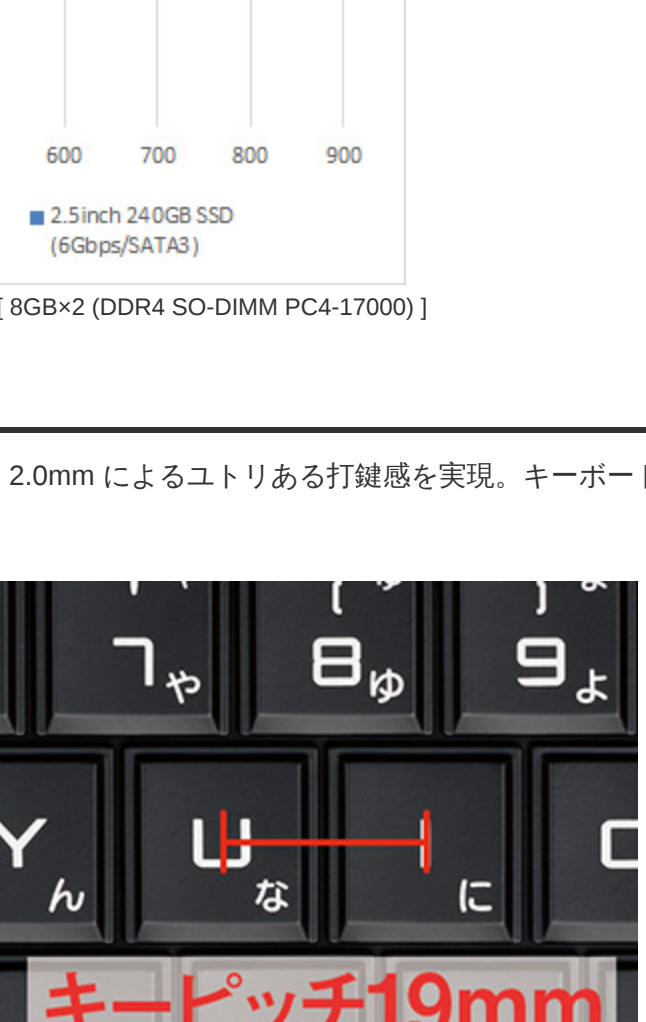 600 700 800 900
2.5inch 240GB SSD
(6Gbps/SATA3)
[ 8GB×2 (DDR4 SO-DIMM PC4-17000) ]
2.0mm によるユトリある打鍵感を実現。キーボー
7 や 8 ゆ 9 よ
Y ん U な I に
キーピッチ19mm